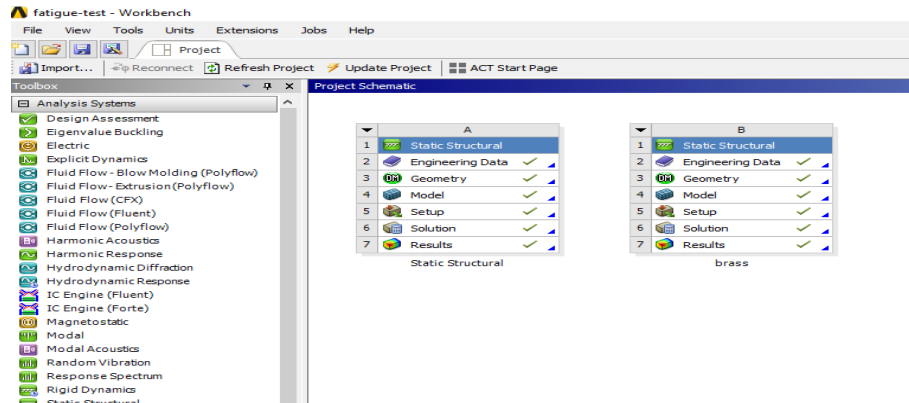 fatigue-test - Workbench
File View Tools Units Extensions Jobs Help
Project
Import... Reconnect Refresh Project Update Project ACT Start Page
Toolbox
Project Schematic
Analysis Systems
Design Assessment
Eigenvalue Buckling
Electric
Explicit Dynamics
Fluid Flow - Blow Molding (Polyflow)
Fluid Flow - Extrusion (Polyflow)
Fluid Flow (CFX)
Fluid Flow (Fluent)
Fluid Flow (Polyflow)
Harmonic Acoustics
Harmonic Response
Hydrodynamic Diffraction
Hydrodynamic Response
IC Engine (Fluent)
IC Engine (Forte)
Magnetostatic
Modal
Modal Acoustics
Random Vibration
Response Spectrum
Rigid Dynamics
Static Structural
A
1 Static Structural
2 Engineering Data
3 Geometry
4 Model
5 Setup
6 Solution
7 Results
Static Structural
B
1 Static Structural
2 Engineering Data
3 Geometry
4 Model
5 Setup
6 Solution
7 Results
brass